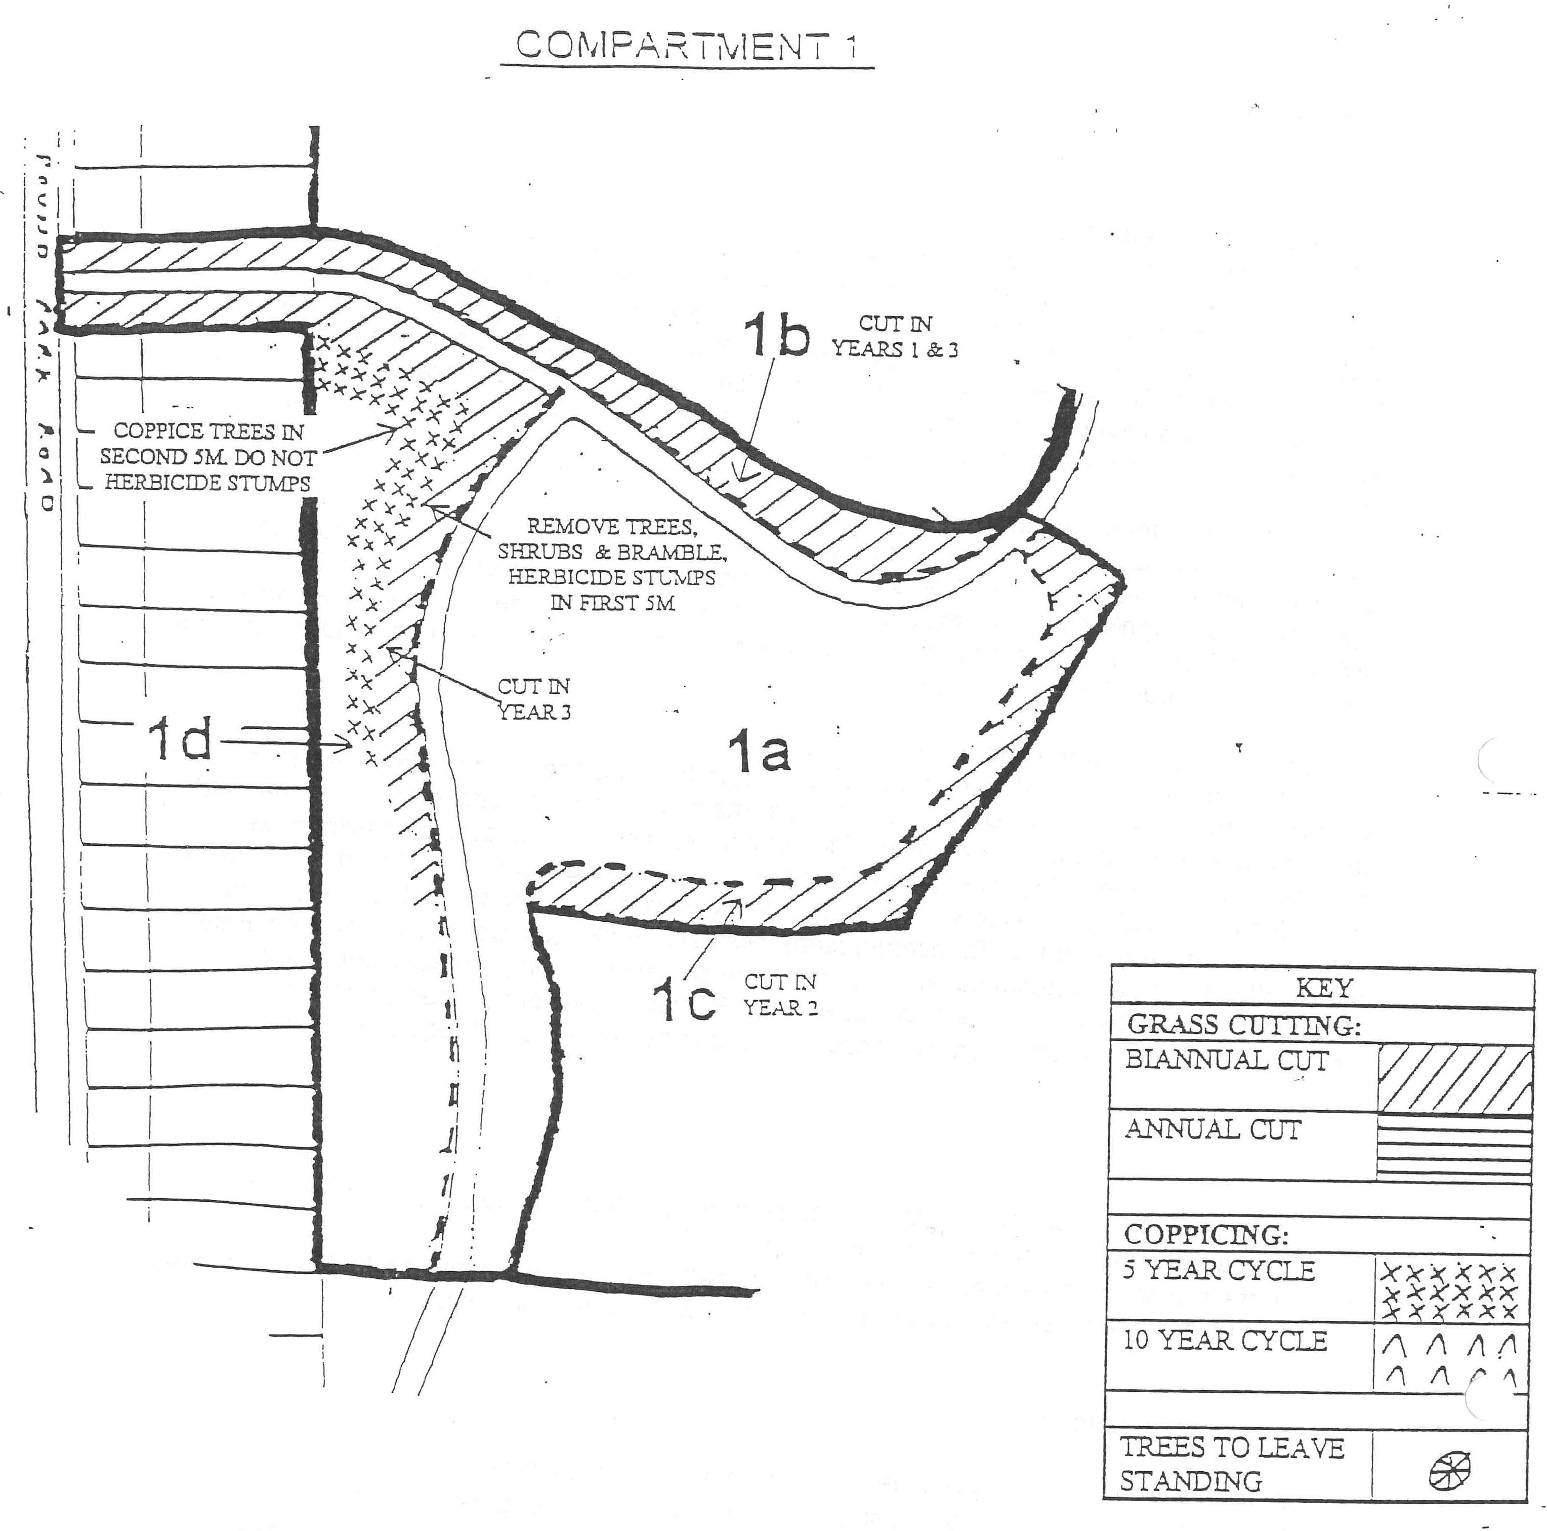 COMPARTMENT 1
1b
CUT IN
YEARS 1 & 3
COPPICE TREES IN
SECOND 5M. DO NOT
HERBICIDE STUMPS
REMOVE TREES,
SHRUBS & BRAMBLE,
HERBICIDE STUMPS
IN FIRST 5M
CUT IN
YEAR 3
1d
1a
1c
CUT IN
YEAR 2
ROAD
KEY
GRASS CUTTING:
BIANNUAL CUT
ANNUAL CUT
COPPICING:
5 YEAR CYCLE
10 YEAR CYCLE
TREES TO LEAVE
STANDING